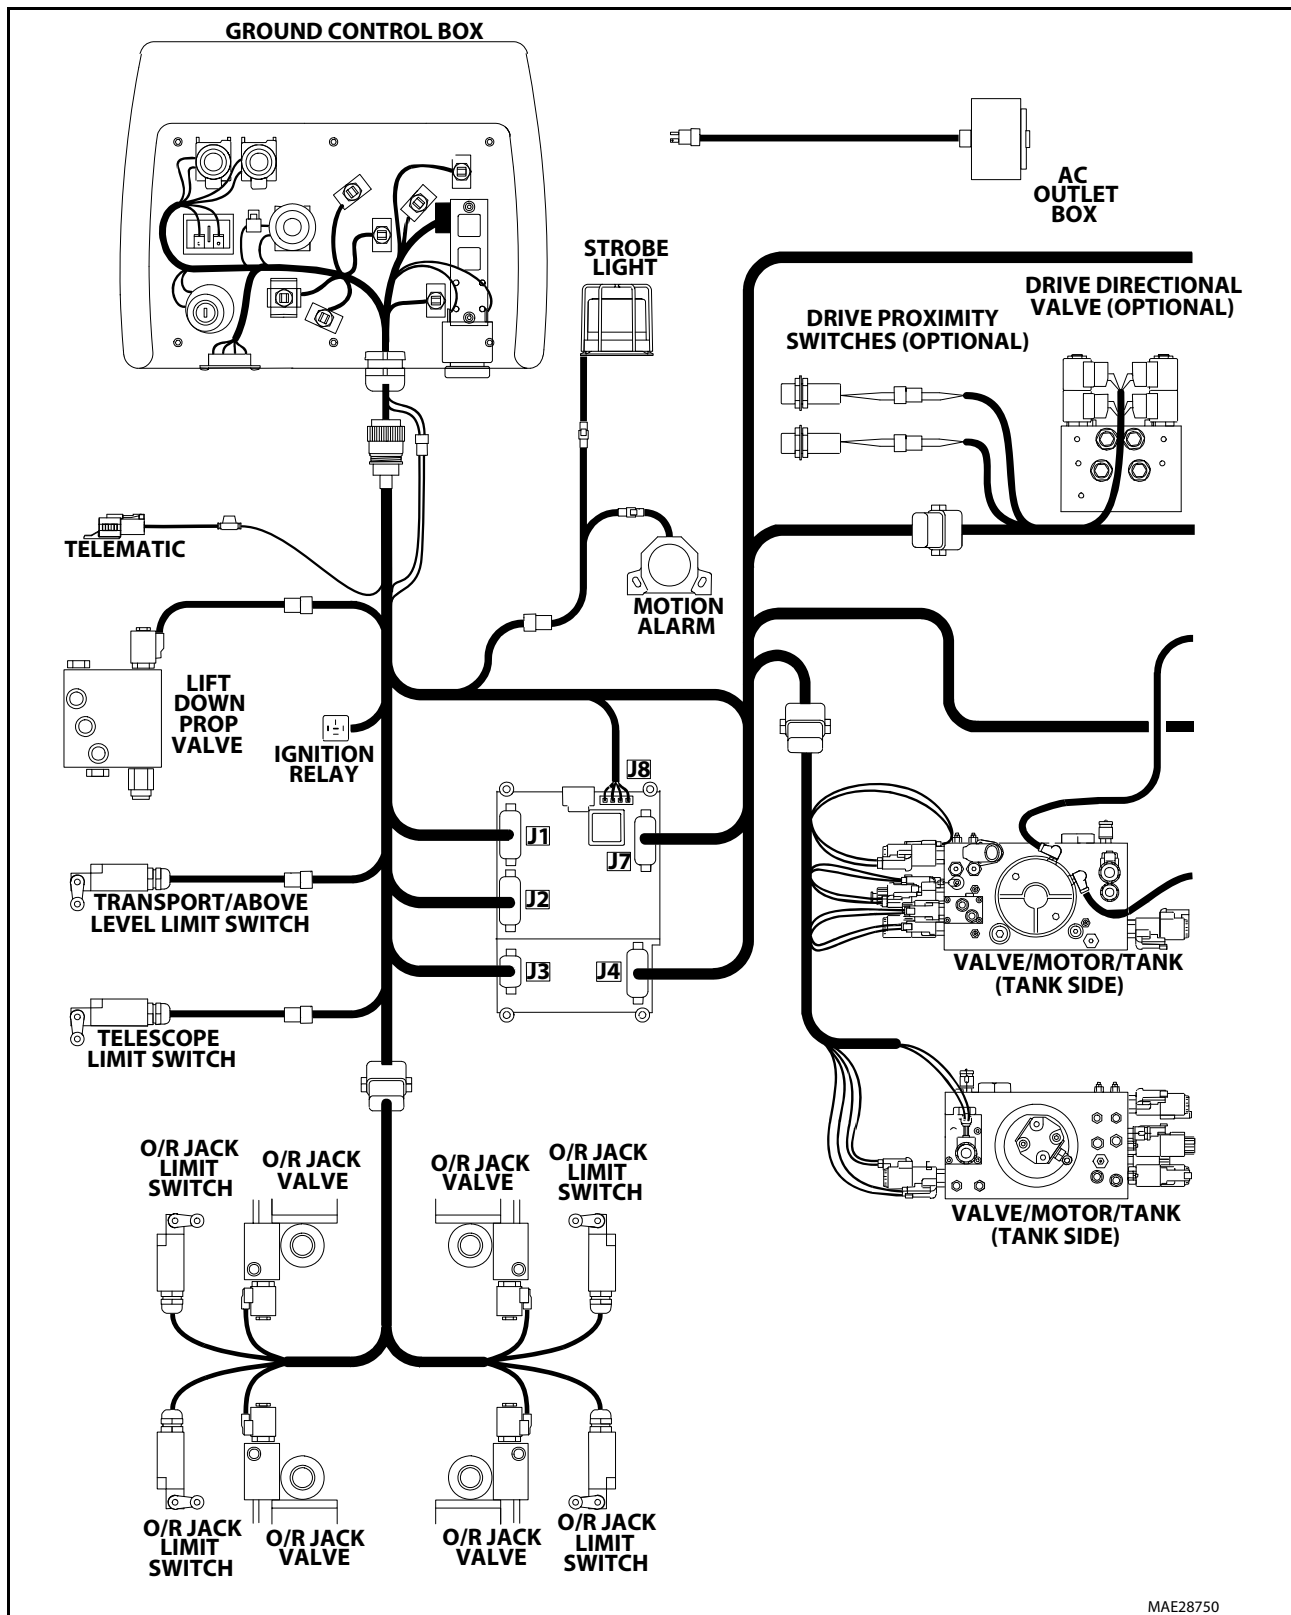 GROUND CONTROL BOX
AC
OUTLET
BOX
STROBE
LIGHT
DRIVE DIRECTIONAL
VALVE (OPTIONAL)
DRIVE PROXIMITY
SWITCHES (OPTIONAL)
TELEMATIC
MOTION
ALARM
LIFT
DOWN
PROP
VALVE
IGNITION
RELAY
J8
J1
J7
J2
J3
J4
TRANSPORT/ABOVE
LEVEL LIMIT SWITCH
VALVE/MOTOR/TANK
(TANK SIDE)
TELESCOPE
LIMIT SWITCH
O/R JACK
LIMIT
SWITCH
O/R JACK
VALVE
O/R JACK
VALVE
O/R JACK
LIMIT
SWITCH
VALVE/MOTOR/TANK
(TANK SIDE)
O/R JACK
LIMIT
SWITCH
O/R JACK
VALVE
O/R JACK
VALVE
O/R JACK
LIMIT
SWITCH
MAE28750